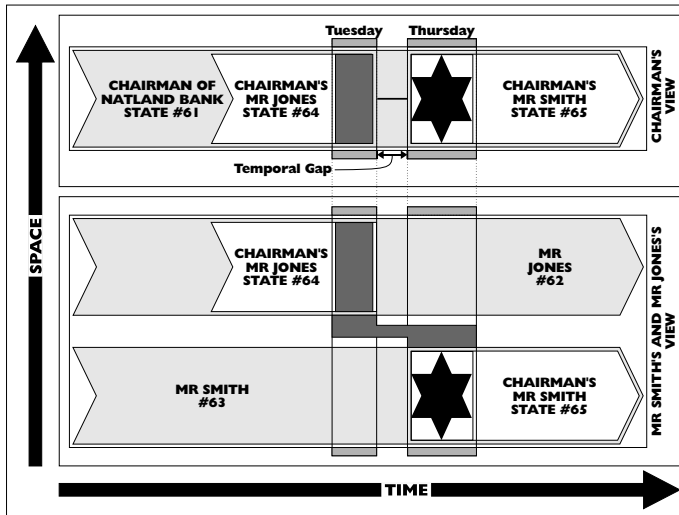 Tuesday Thursday
CHAIRMAN OF
NATLAND BANK
STATE #61
CHAIRMAN'S
MR JONES
STATE #64
CHAIRMAN'S
MR SMITH
STATE #65
CHAIRMAN'S
VIEW
Temporal Gap
SPACE
CHAIRMAN'S
MR JONES
STATE #64
MR
JONES
#62
MR SMITH
#63
CHAIRMAN'S
MR SMITH
STATE #65
MR SMITH'S AND MR JONES'S
VIEW
TIME